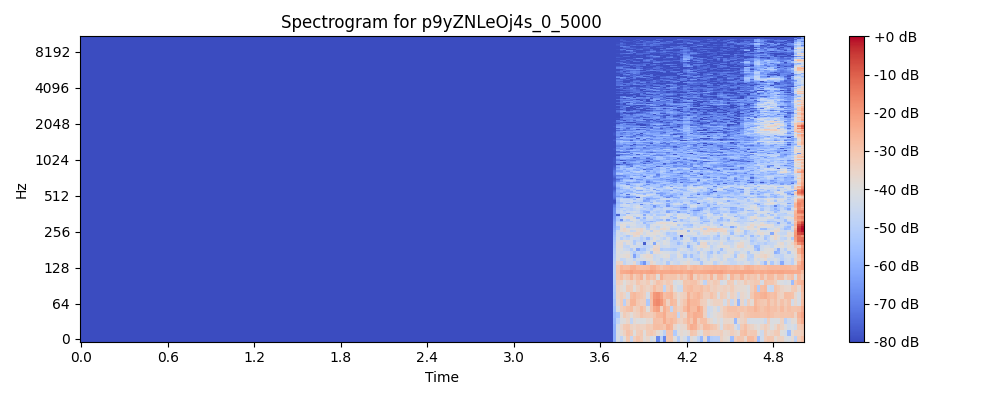 Spectrogram for p9yZNLeOj4s_0_5000
8192
4096
2048
1024
512
256
128
64
0
Hz
0.0 0.6 1.2 1.8 2.4 3.0 3.6 4.2 4.8
Time
+0 dB
-10 dB
-20 dB
-30 dB
-40 dB
-50 dB
-60 dB
-70 dB
-80 dB